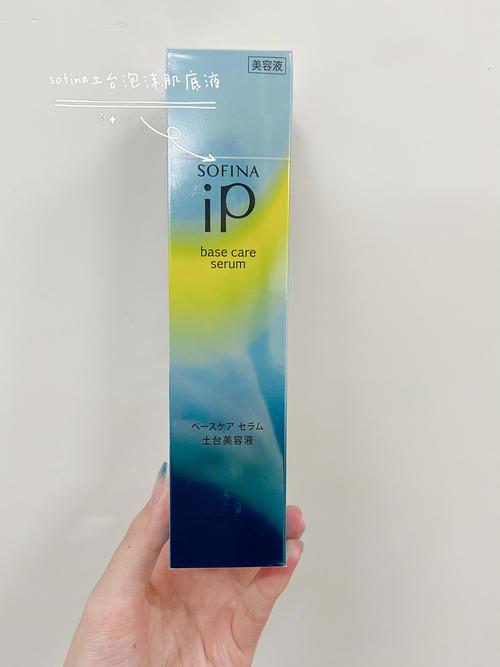 美容液
sofina土台泡沫肌底液
SOFINA
iP
base care
serum
ベースケア セラム
土台美容液